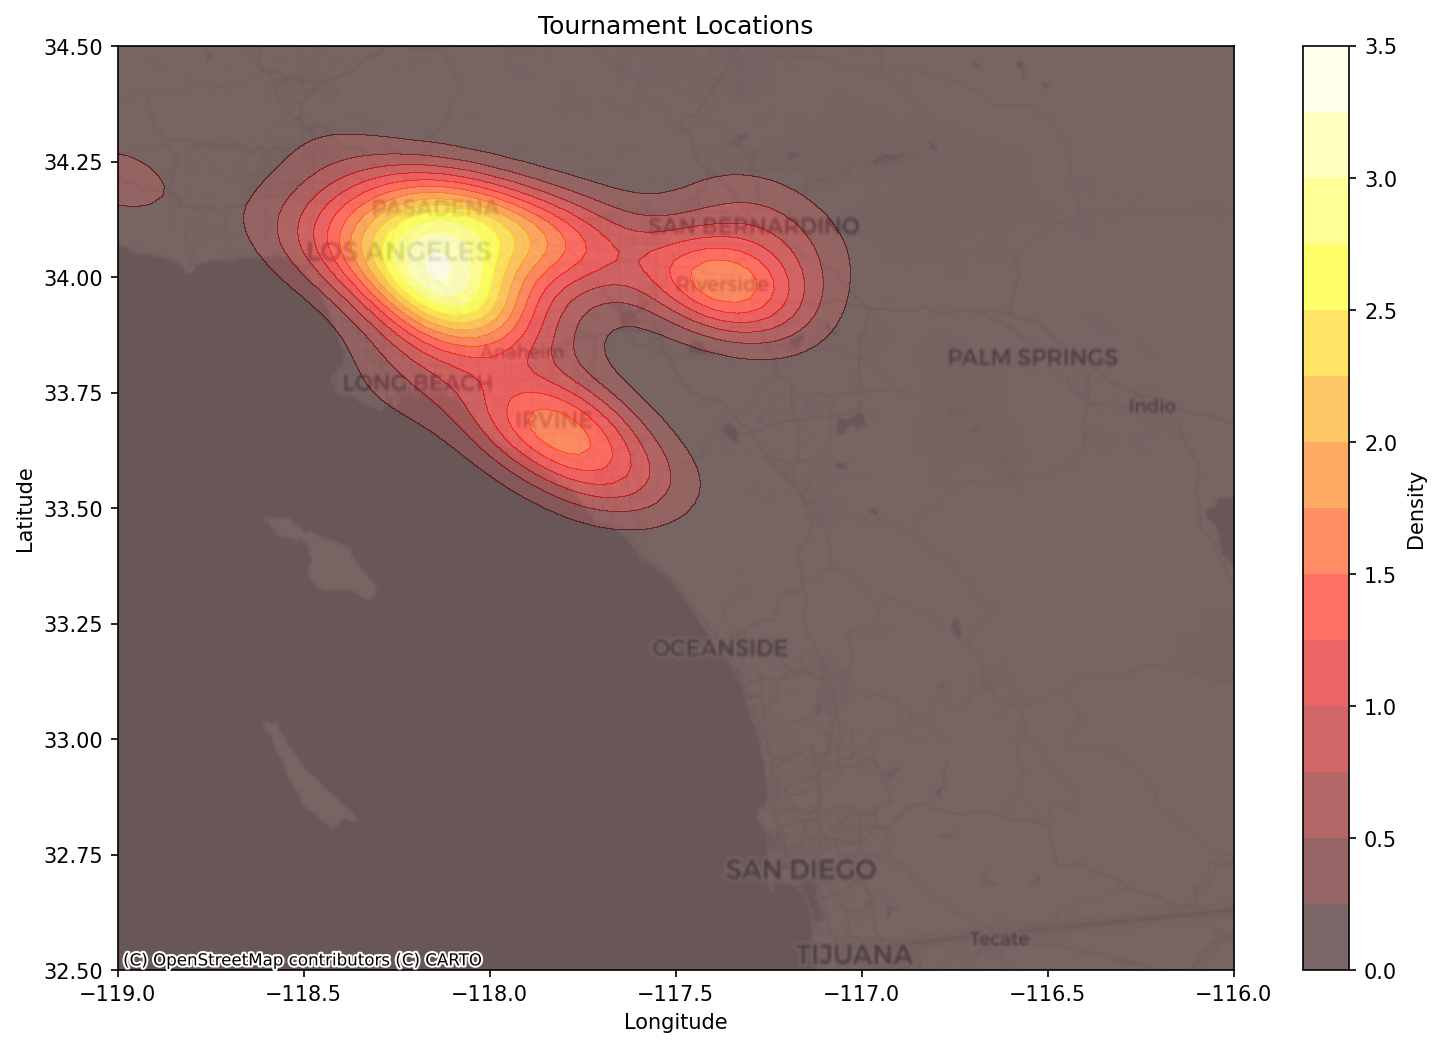 Tournament Locations
34.50
34.25
34.00
33.75
33.50
33.25
33.00
32.75
32.50
Latitude
PASADENA
LOS ANGELES
SAN BERNARDINO
Riverside
Anaheim
LONG BEACH
IRVINE
PALM SPRINGS
Indio
OCEANSIDE
SAN DIEGO
Tecate
TIJUANA
(C) OpenStreetMap contributors (C) CARTO
−119.0
−118.5
−118.0
−117.5
−117.0
−116.5
−116.0
Longitude
3.5
3.0
2.5
2.0
1.5
1.0
0.5
0.0
Density